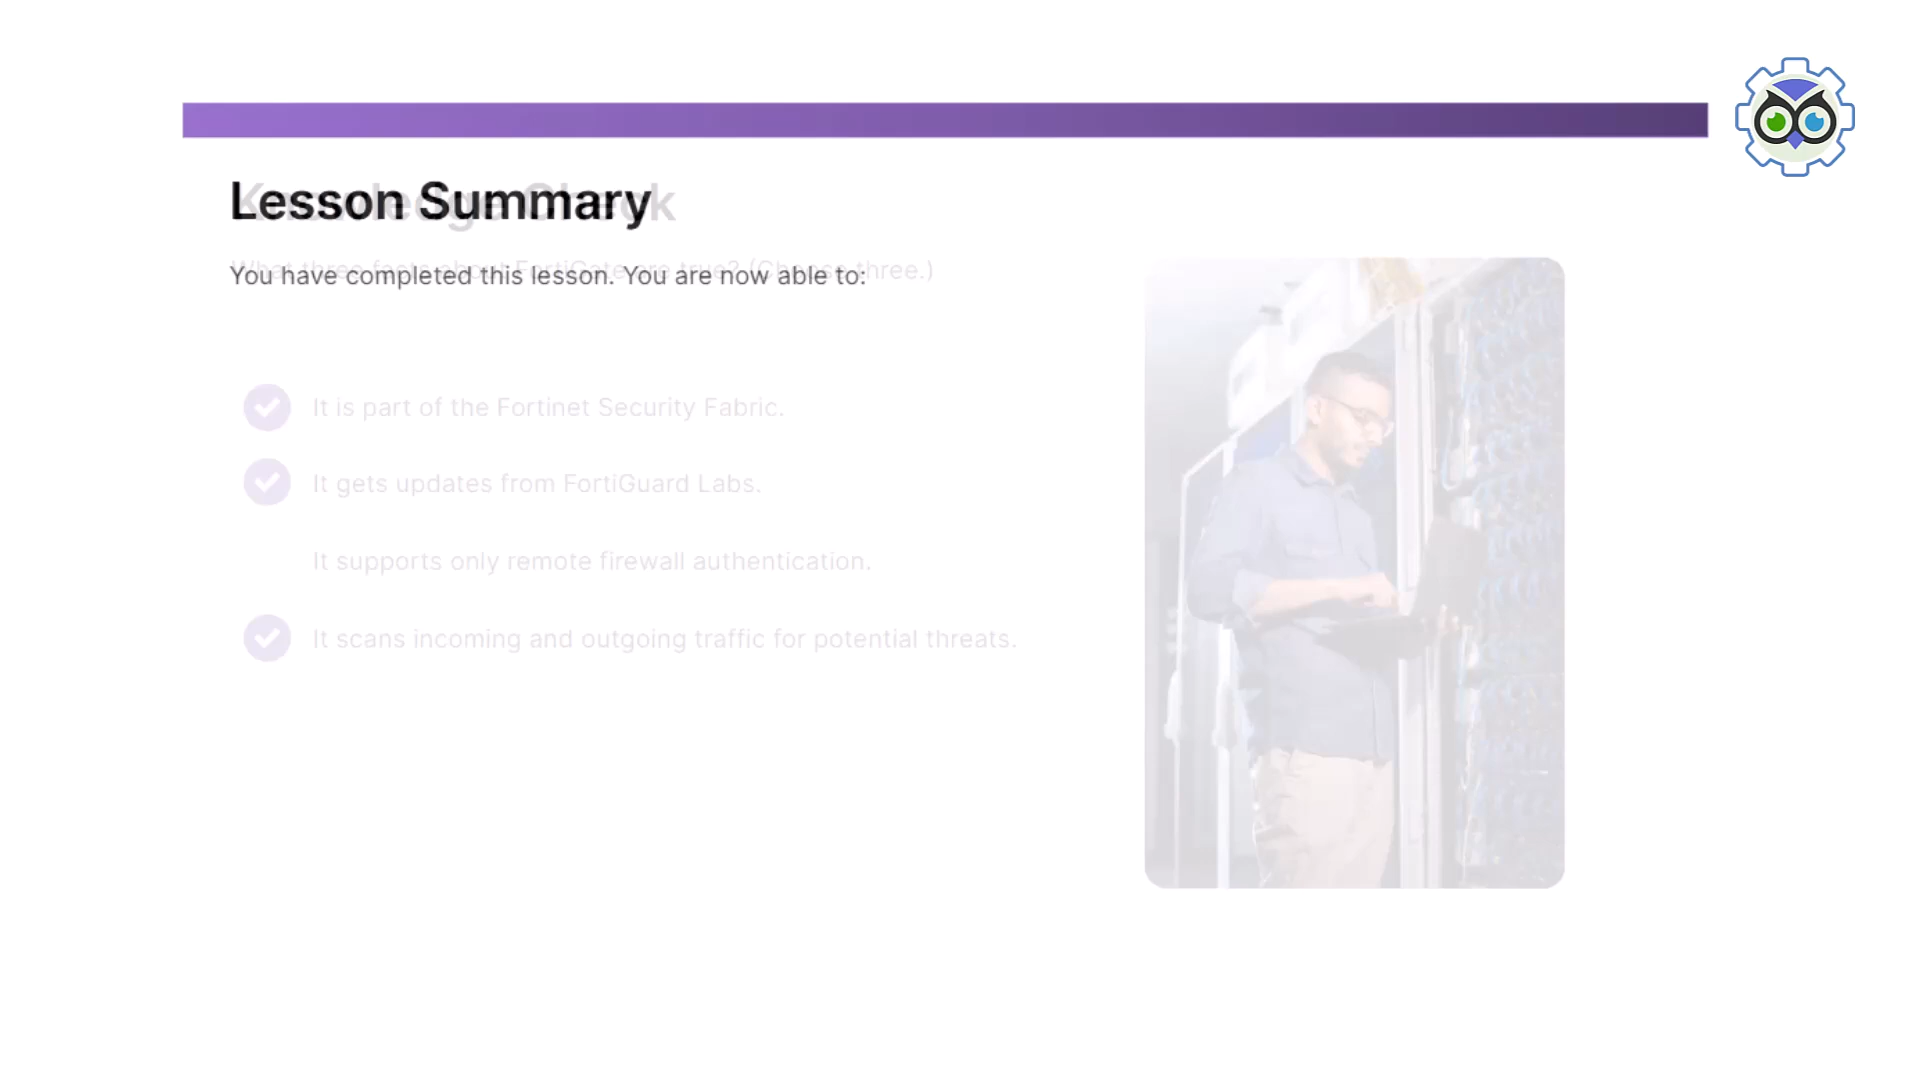 Lesson Summary
Knowledge Check
What three facts about FortiGate are true? (Choose three.)
You have completed this lesson. You are now able to:
It is part of the Fortinet Security Fabric.
It gets updates from FortiGuard Labs.
It supports only remote firewall authentication.
It scans incoming and outgoing traffic for potential threats.